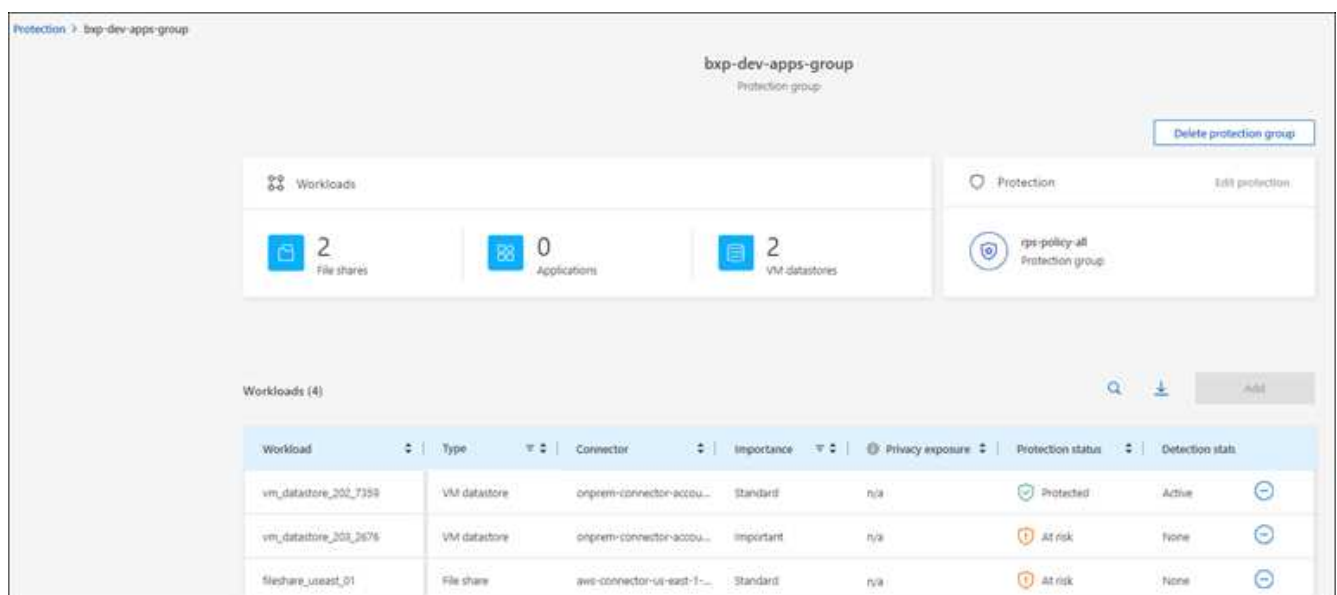 Protection > bxp-dev-apps-group
bxp-dev-apps-group
Protection group
Delete protection group
Workloads
Protection
Edit protection
2
File shares
0
Applications
2
VM datastores
rps-policy-all
Protection group
Workloads (4)
Add
Workload Type Connector Importance Privacy exposure Protection status Detection stat
vm_datastore_202_7359 VM datastore onprem-connector-accou... Standard n/a Protected Active
vm_datastore_203_2676 VM datastore onprem-connector-accou... Important n/a At risk None
fileshare_useast_01 File share aws-connector-us-east-1-... Standard n/a At risk None